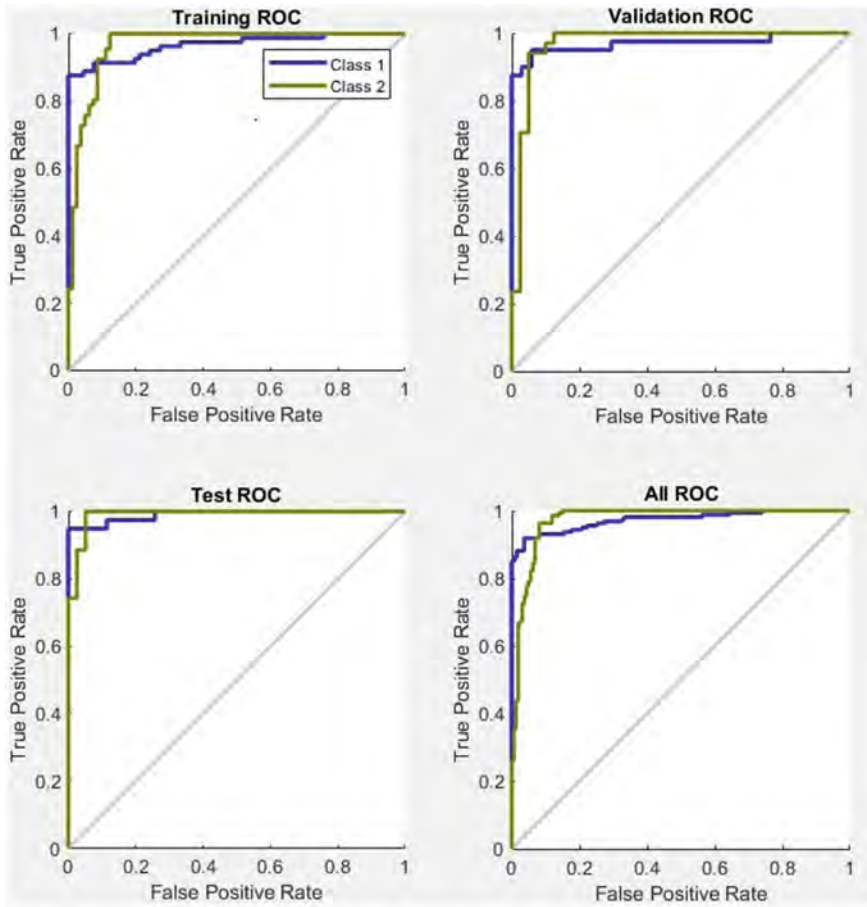 Training ROC
1
0.8
0.6
0.4
0.2
0
True Positive Rate
Class 1
Class 2
0 0.2 0.4 0.6 0.8 1
False Positive Rate
Validation ROC
1
0.8
0.6
0.4
0.2
0
True Positive Rate
0 0.2 0.4 0.6 0.8 1
False Positive Rate
Test ROC
1
0.8
0.6
0.4
0.2
0
True Positive Rate
0 0.2 0.4 0.6 0.8 1
False Positive Rate
All ROC
1
0.8
0.6
0.4
0.2
0
True Positive Rate
0 0.2 0.4 0.6 0.8 1
False Positive Rate